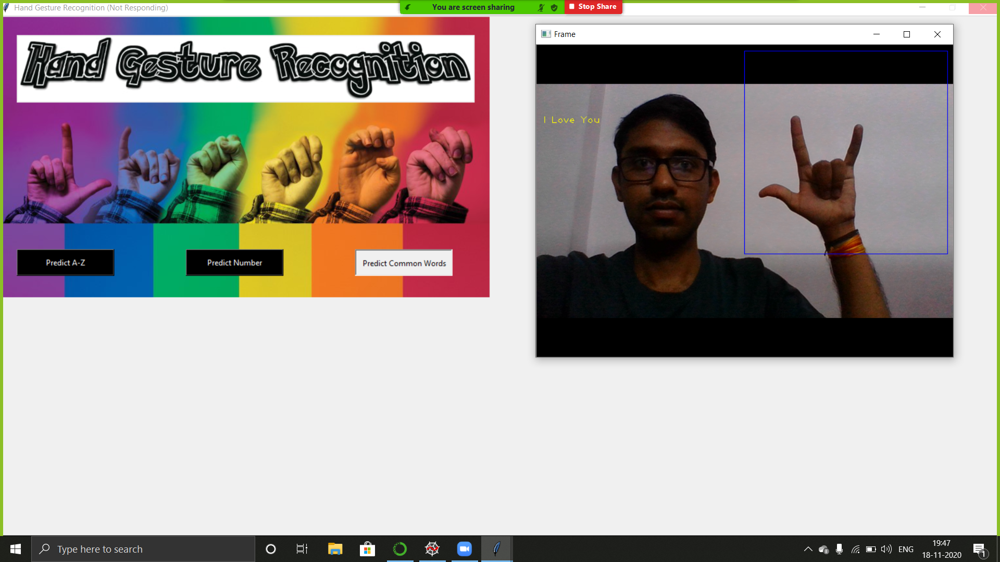 Hand Gesture Recognition (Not Responding)
You are screen sharing
Stop Share
Hand Gesture Recognition
Predict A-Z
Predict Number
Predict Common Words
Frame
I Love You
Type here to search
ENG
19:47
18-11-2020
1